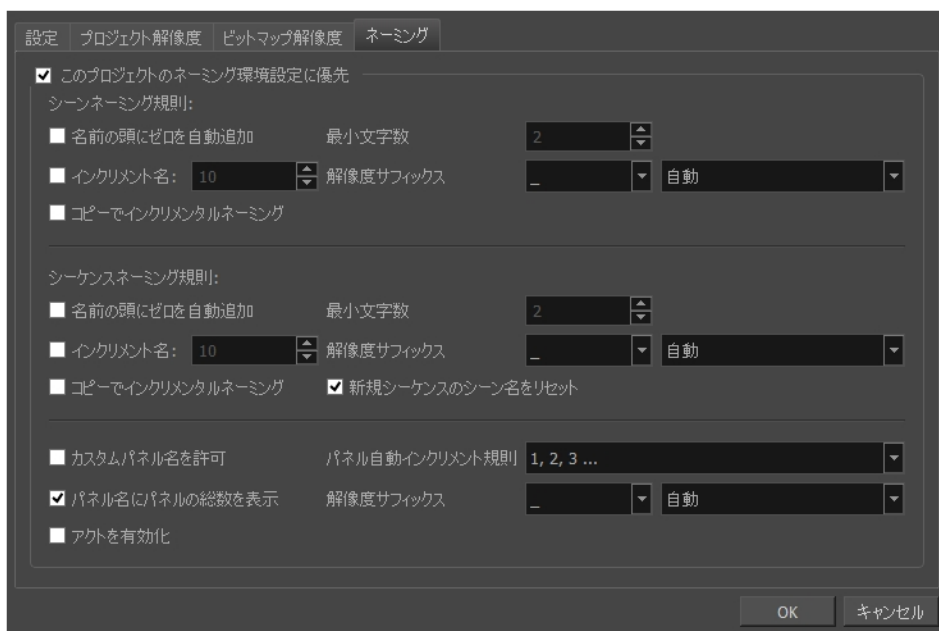 設定 プロジェクト解像度 ビットマップ解像度 ネーミング
このプロジェクトのネーミング環境設定に優先
シーンネーミング規則:
名前の頭にゼロを自動追加 最小文字数 2
インクリメント名: 10 解像度サフィックス _ 自動
コピーでインクリメンタルネーミング
シーケンスネーミング規則:
名前の頭にゼロを自動追加 最小文字数 2
インクリメント名: 10 解像度サフィックス _ 自動
コピーでインクリメンタルネーミング 新規シーケンスのシーン名をリセット
カスタムパネル名を許可 パネル自動インクリメント規則 1, 2, 3 ...
パネル名にパネルの総数を表示 解像度サフィックス _ 自動
アクトを有効化
OK キャンセル